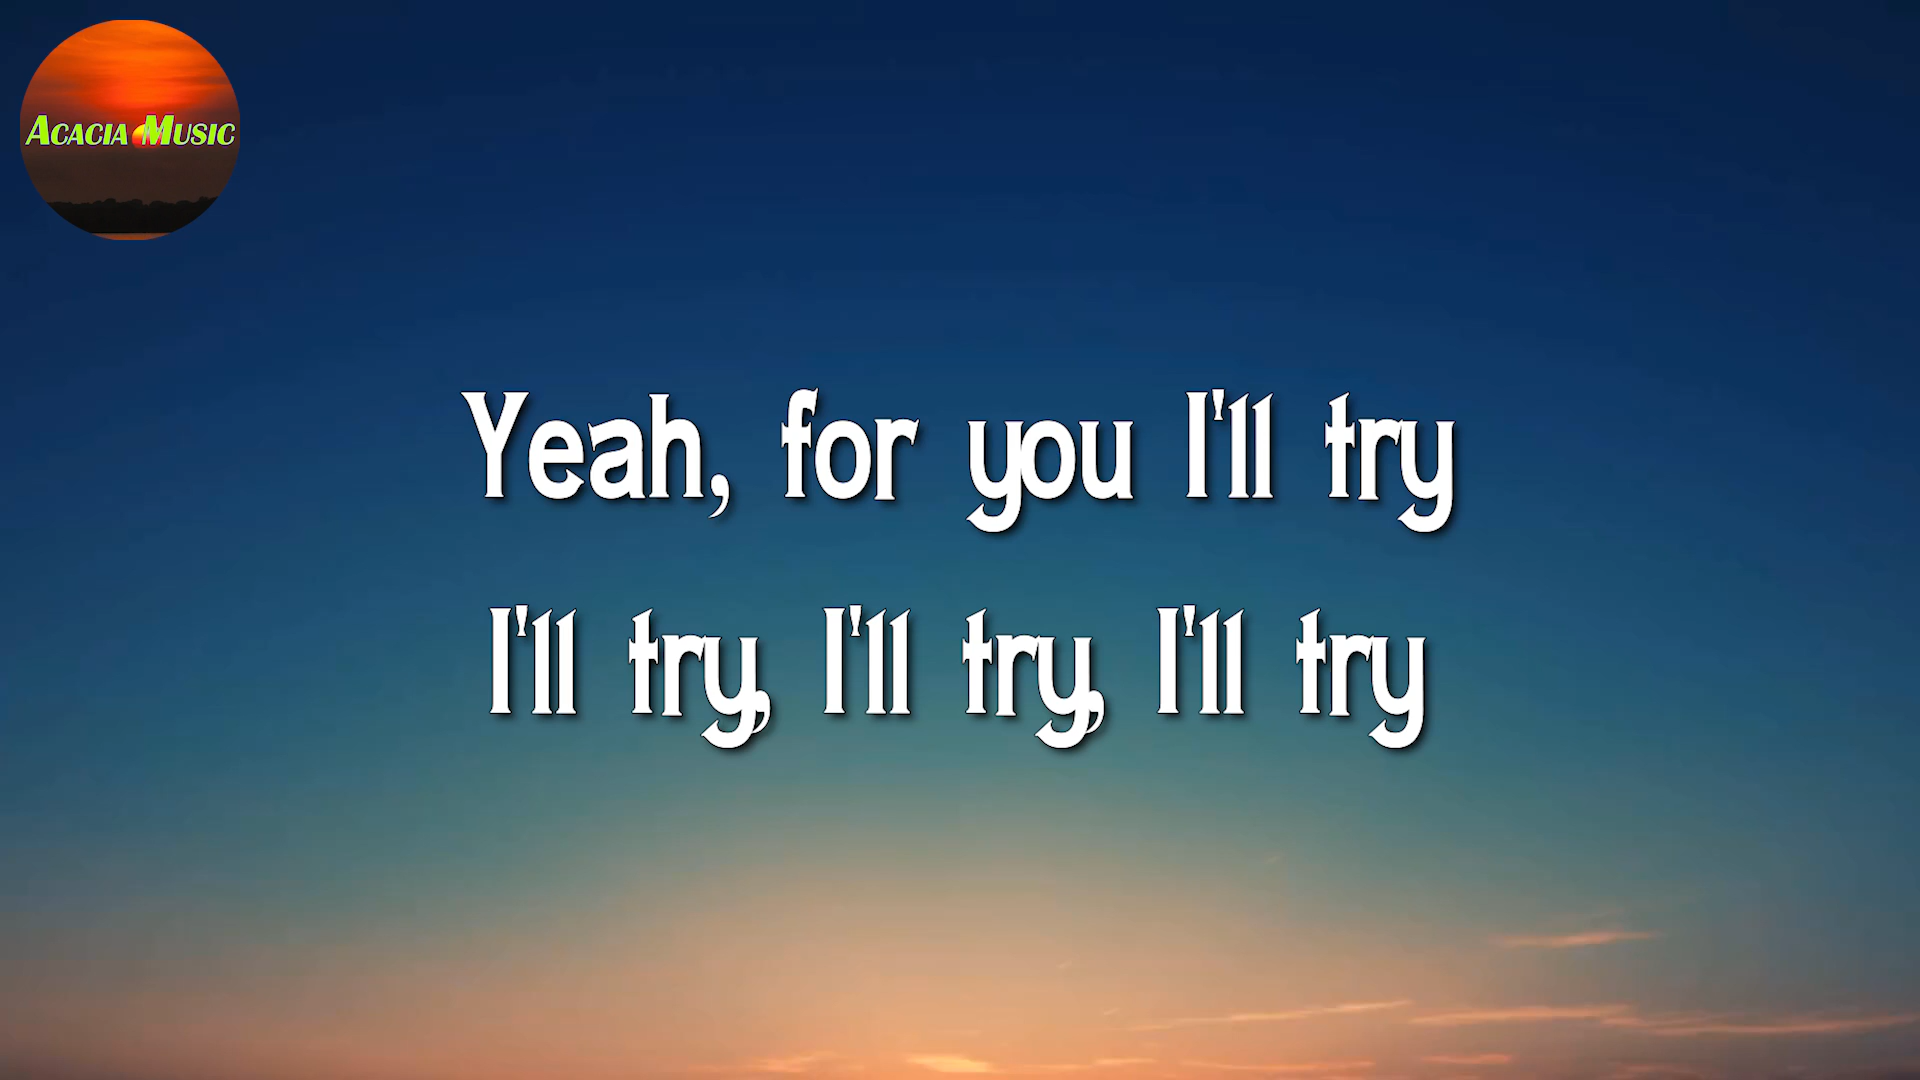 ACACIA MUSIC
Yeah, for you I'll try
I'll try, I'll try, I'll try